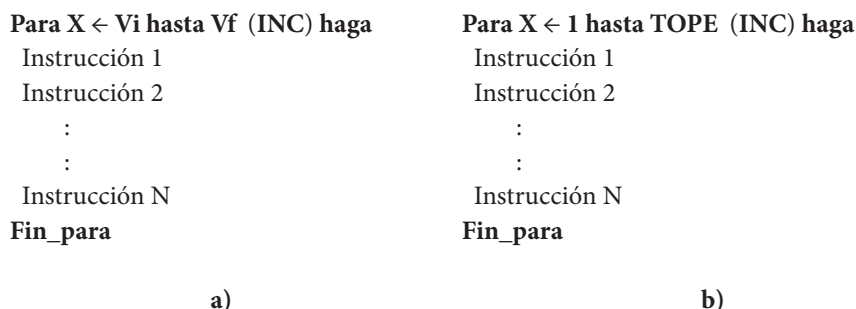 Para X ← Vi hasta Vf (INC) haga
Instrucción 1
Instrucción 2
:
:
Instrucción N
Fin_para
a)
Para X ← 1 hasta TOPE (INC) haga
Instrucción 1
Instrucción 2
:
:
Instrucción N
Fin_para
b)